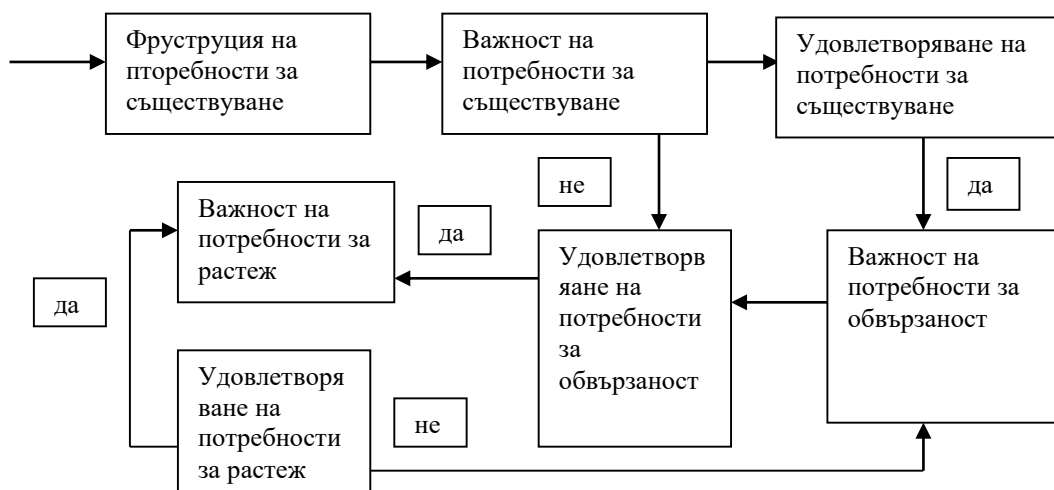 Фруструция на
пторебности за
съществуване
Важност на
потребности за
съществуване
Удовлетворяване на
потребности за
съществуване
не
да
Важност на
потребности за
растеж
да
Удовлетворв
яане на
потребности
за
обвързаност
Важност на
потребности за
обвързаност
да
Удовлетворя
ване на
потребности
за растеж
не